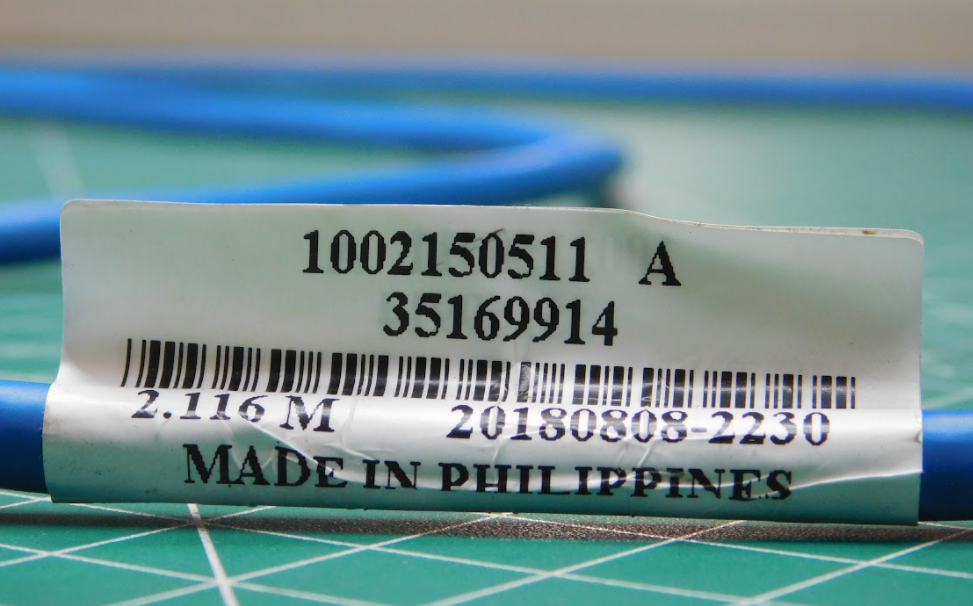 1002150511 A
35169914
2.116 M 20180808-2230
MADE IN PHILIPPINES